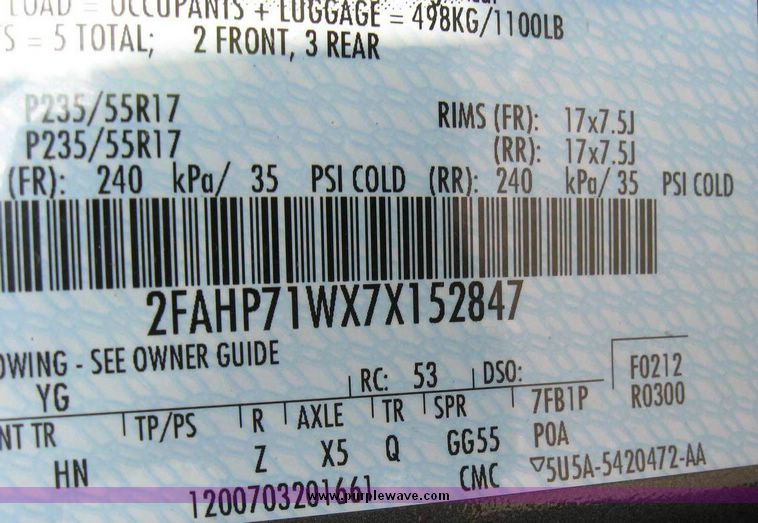 LOAD = OCCUPANTS + LUGGAGE = 498KG/1100LB
S = 5 TOTAL; 2 FRONT, 3 REAR
P235/55R17 RIMS (FR): 17x7.5J
P235/55R17 (RR): 17x7.5J
(FR): 240 kPa/ 35 PSI COLD (RR): 240 kPa/ 35 PSI COLD
2FAHP71WX7X152847
OWING - SEE OWNER GUIDE
YG RC: 53 DSO: F0212
NT TR TP/PS R AXLE TR SPR 7FB1P R0300
HN Z X5 Q GG55 POA
1200703201661 CMC ▽5U5A-5420472-AA
www.purplewave.com